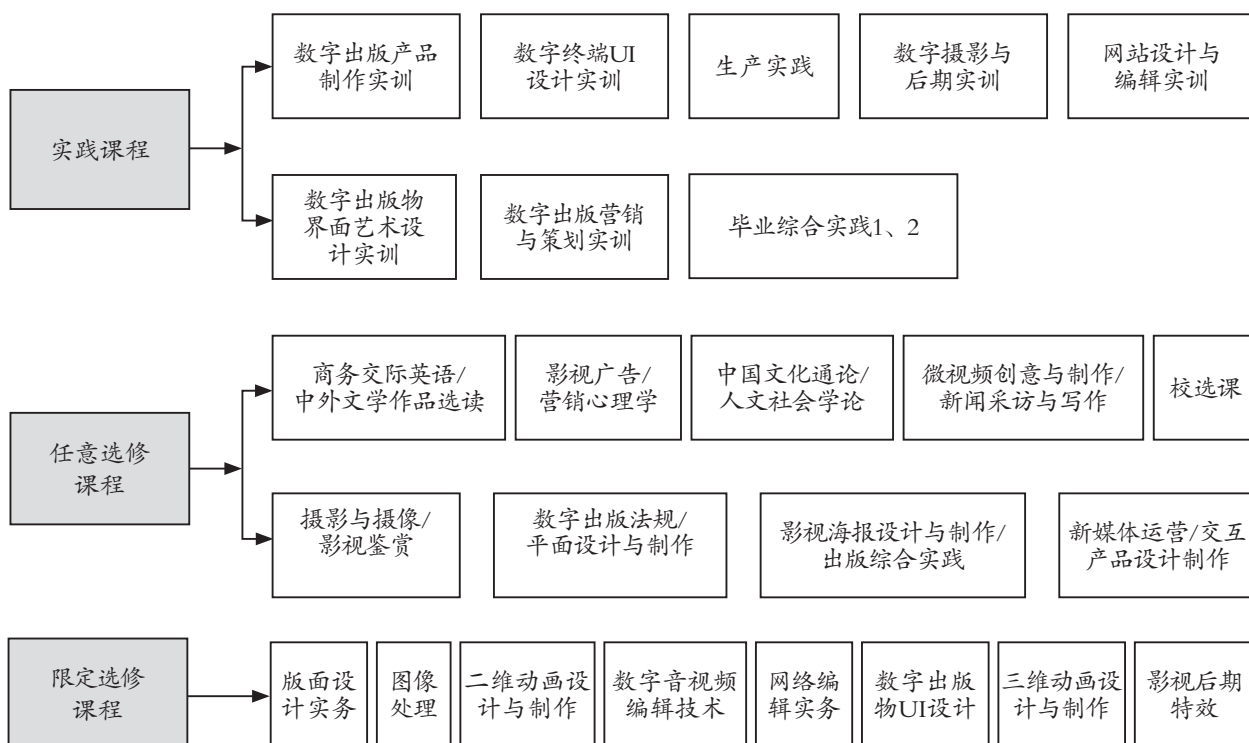 数字出版产品
制作实训
数字终端UI
设计实训
生产实践
数字摄影与
后期实训
网站设计与
编辑实训
实践课程
数字出版物
界面艺术设
计实训
数字出版营销
与策划实训
毕业综合实践1、2
商务交际英语/
中外文学作品选读
影视广告/
营销心理学
中国文化通论/
人文社会学论
微视频创意与制作/
新闻采访与写作
校选课
任意选修
课程
摄影与摄像/
影视鉴赏
数字出版法规/
平面设计与制作
影视海报设计与制作/
出版综合实践
新媒体运营/交互
产品设计制作
限定选修
课程
版面设
计实务
图像
处理
二维动画设
计与制作
数字音视频
编辑技术
网络编
辑实务
数字出版
物UI设计
三维动画设
计与制作
影视后期
特效